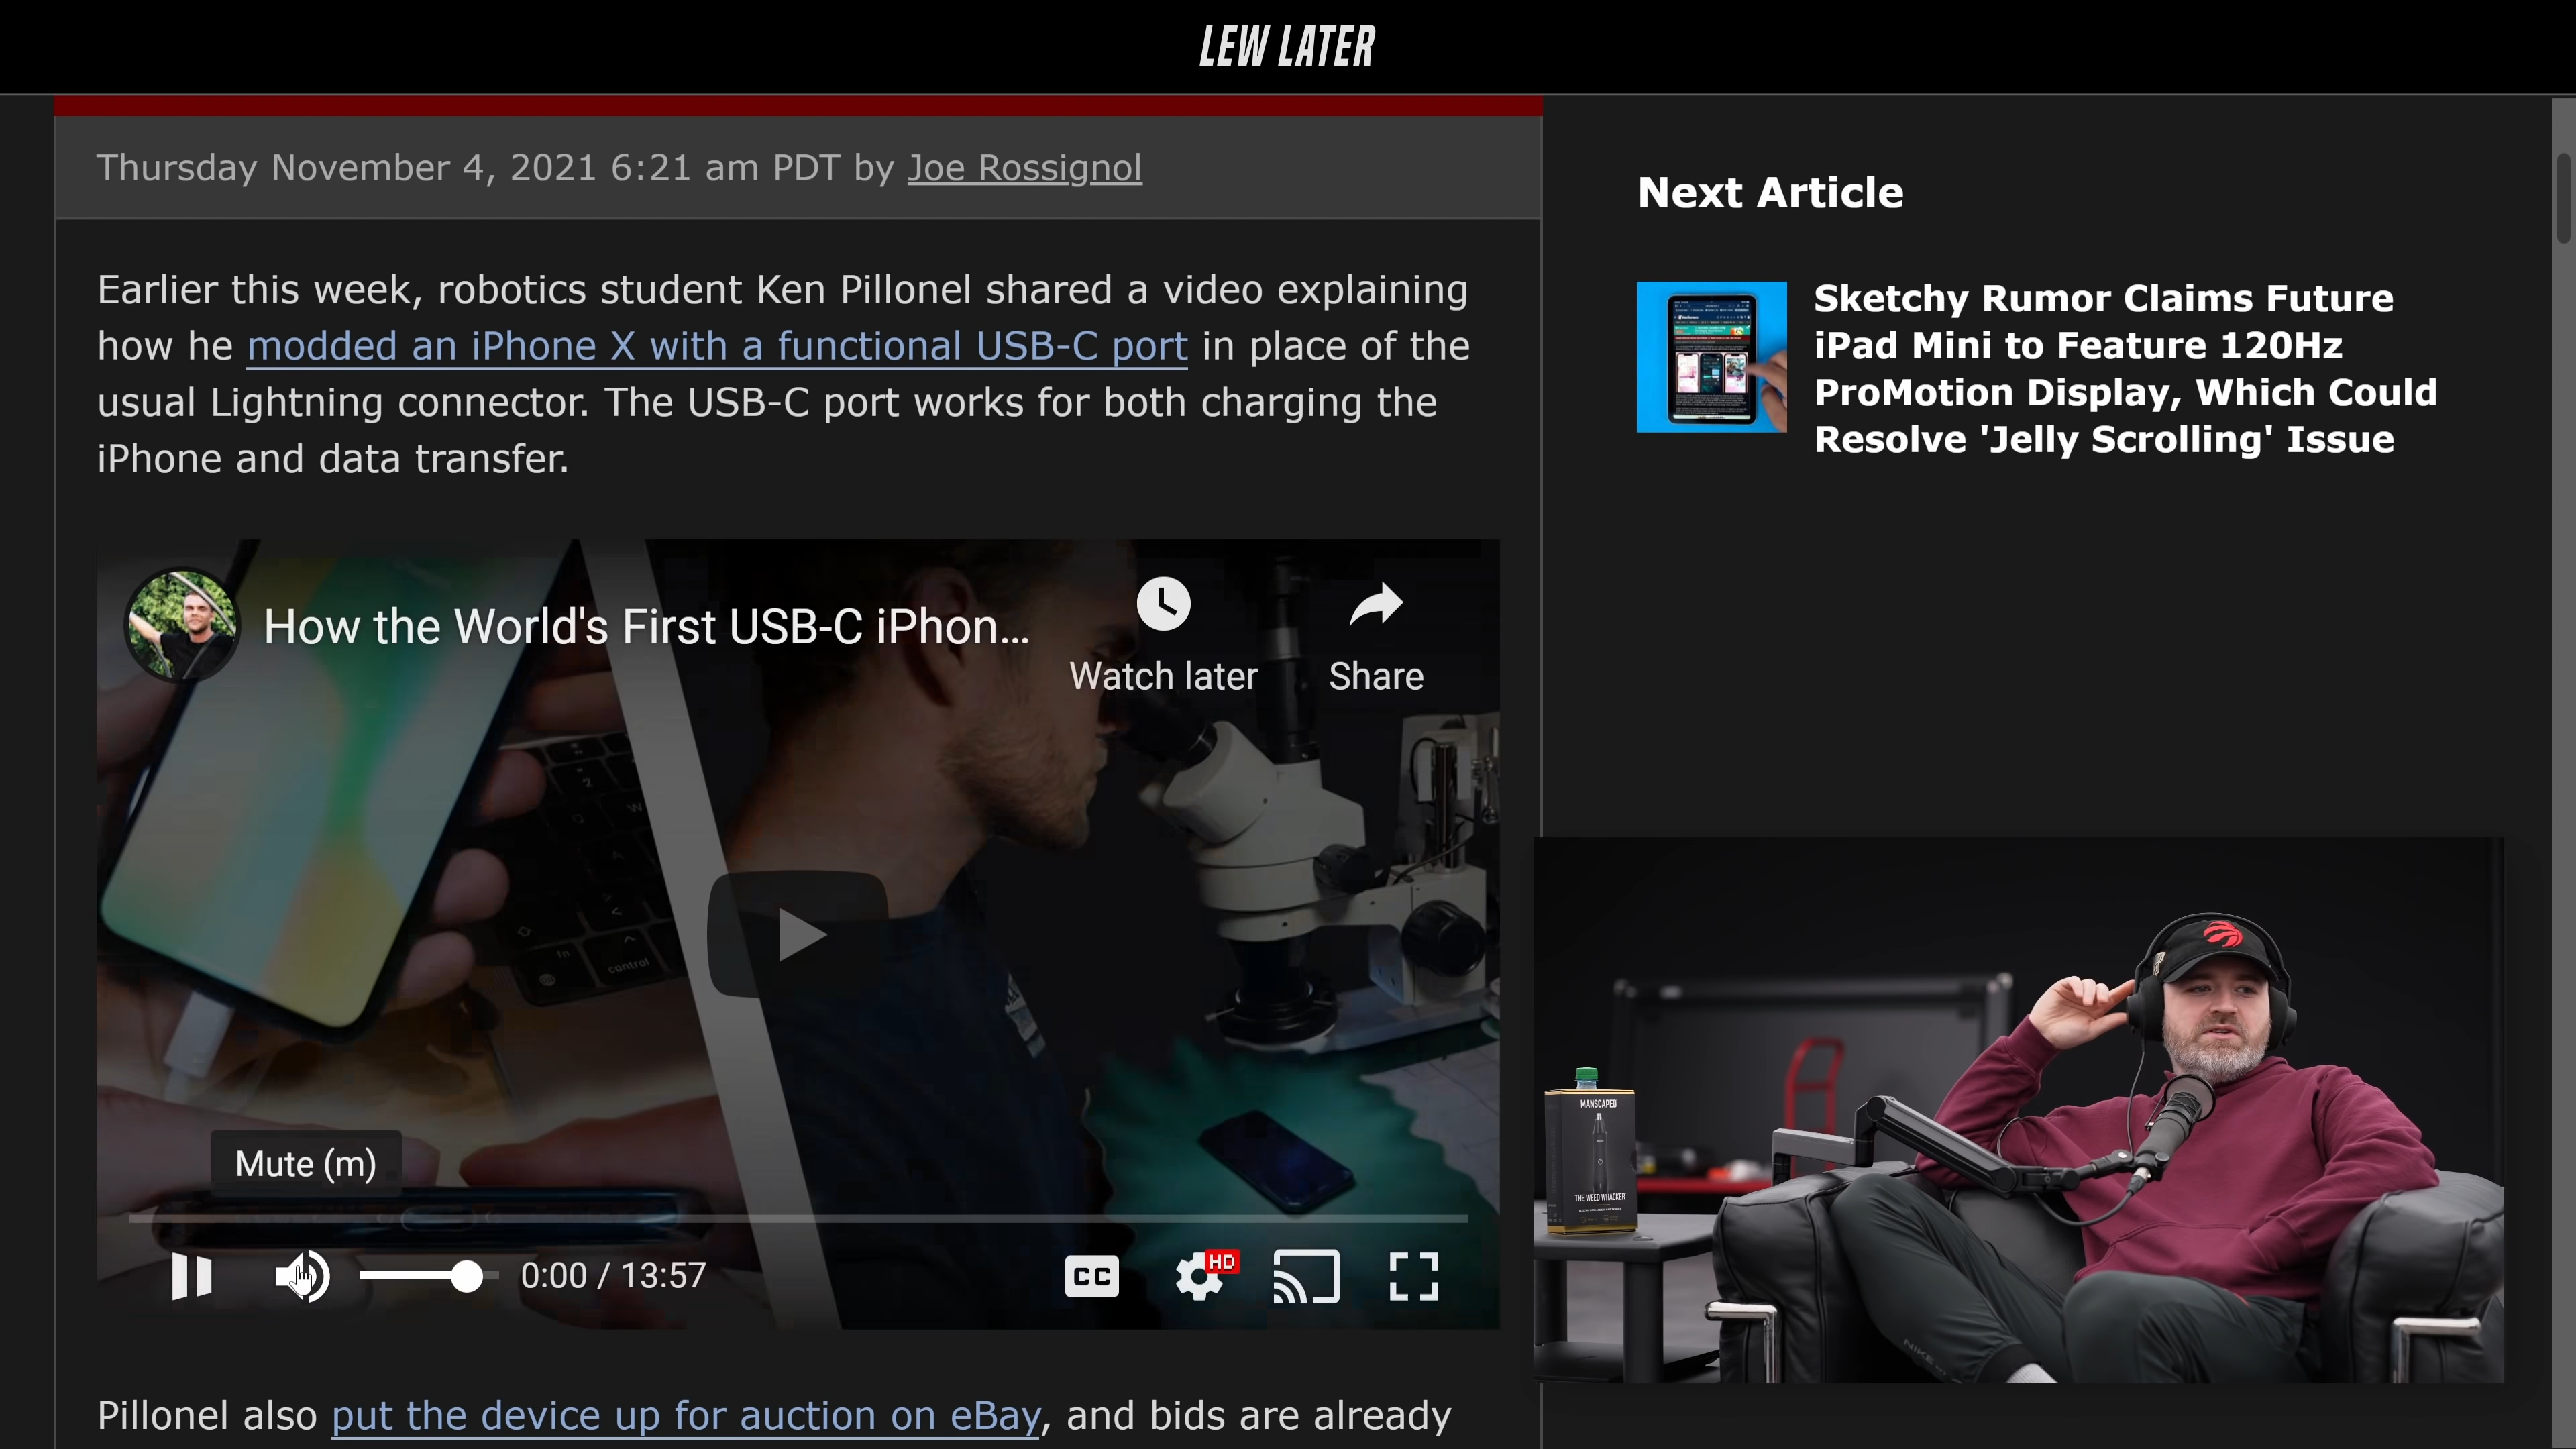 LEW LATER
Thursday November 4, 2021 6:21 am PDT by Joe Rossignol
Earlier this week, robotics student Ken Pillonel shared a video explaining
how he modded an iPhone X with a functional USB-C port in place of the
usual Lightning connector. The USB-C port works for both charging the
iPhone and data transfer.
How the World's First USB-C iPhon...
Watch later
Share
control
fn
Mute (m)
0:00 / 13:57
CC
HD
Pillonel also put the device up for auction on eBay, and bids are already
Next Article
Sketchy Rumor Claims Future
iPad Mini to Feature 120Hz
ProMotion Display, Which Could
Resolve 'Jelly Scrolling' Issue
MANSCAPED
THE WEED WHACKER
NIKE